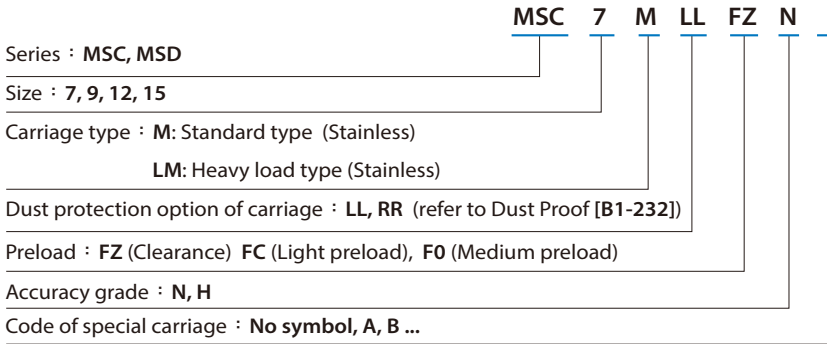 MSC 7 M LL FZ N
Series : MSC, MSD
Size : 7, 9, 12, 15
Carriage type : M: Standard type (Stainless)
LM: Heavy load type (Stainless)
Dust protection option of carriage : LL, RR (refer to Dust Proof [B1-232])
Preload : FZ (Clearance) FC (Light preload), F0 (Medium preload)
Accuracy grade : N, H
Code of special carriage : No symbol, A, B ...